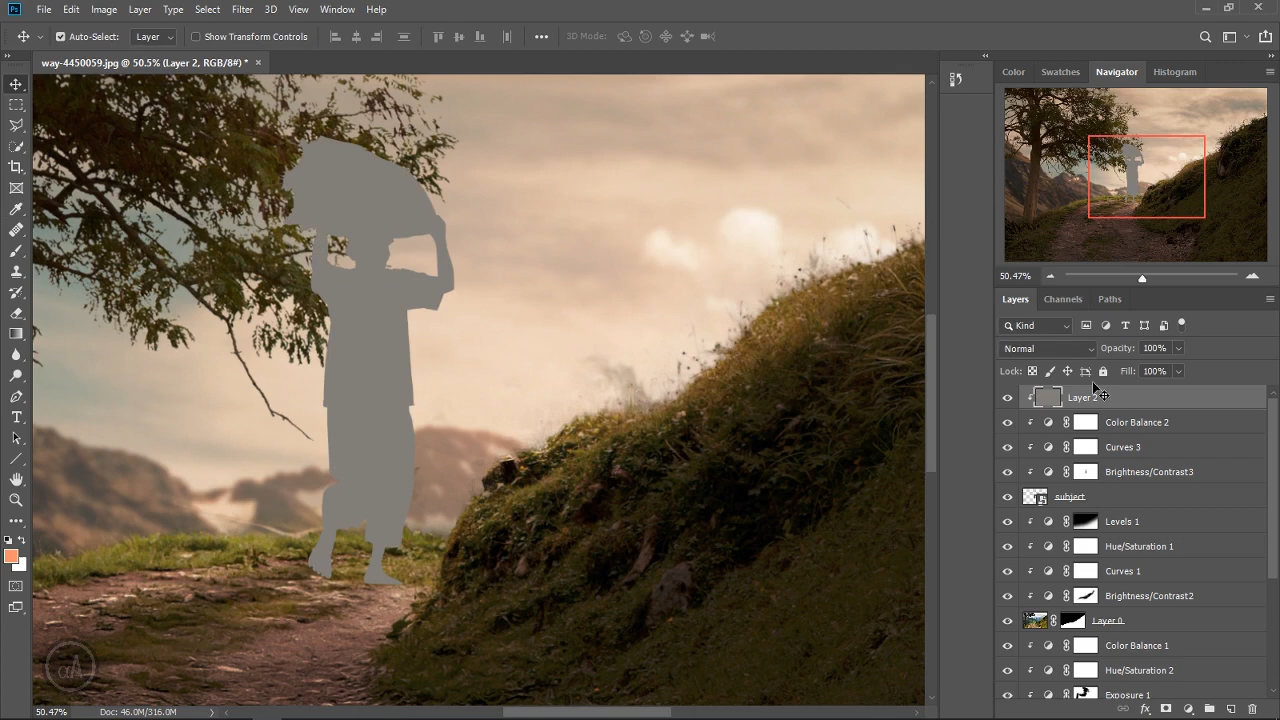 Ps File Edit Image Layer Type Select Filter 3D View Window Help
Auto-Select: Layer Show Transform Controls 3D Mode:
way-4450059.jpg @ 50.5% (Layer 2, RGB/8#) *
Color Swatches Navigator Histogram
50.47%
Layers Channels Paths
Kind
Normal Opacity: 100%
Lock: Fill: 100%
Layer 2
Color Balance 2
Curves 3
Brightness/Contrast3
subject
Levels 1
Hue/Saturation 1
Curves 1
Brightness/Contrast2
Layer 0
Color Balance 1
Hue/Saturation 2
Exposure 1
50.47% Doc: 46.0M/316.0M